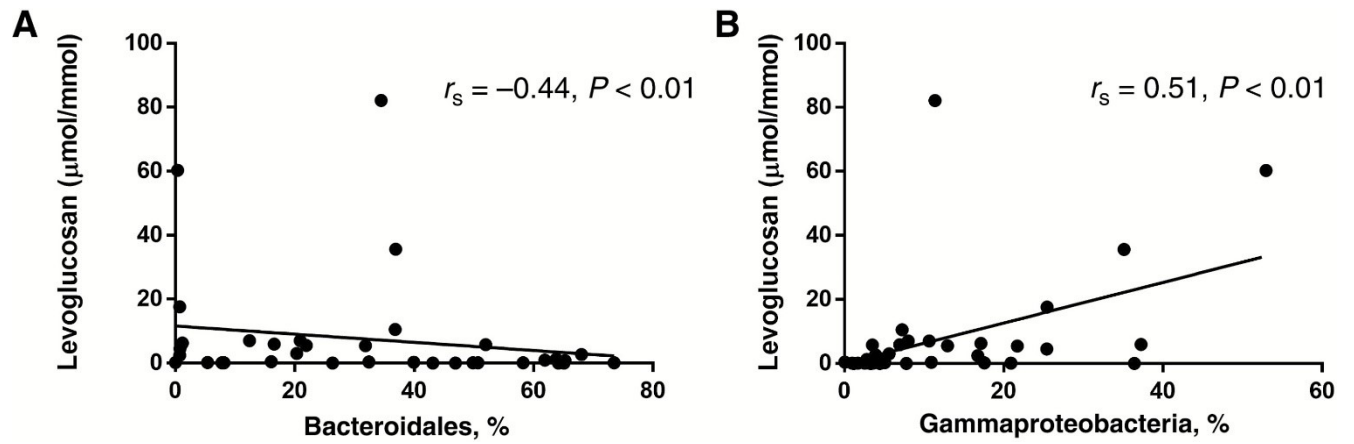 A
Levoglucosan (μmol/mmol)
100
80
60
40
20
0
rs = –0.44, P < 0.01
0 20 40 60 80
Bacteroidales, %
B
Levoglucosan (μmol/mmol)
100
80
60
40
20
0
rs = 0.51, P < 0.01
0 20 40 60
Gammaproteobacteria, %